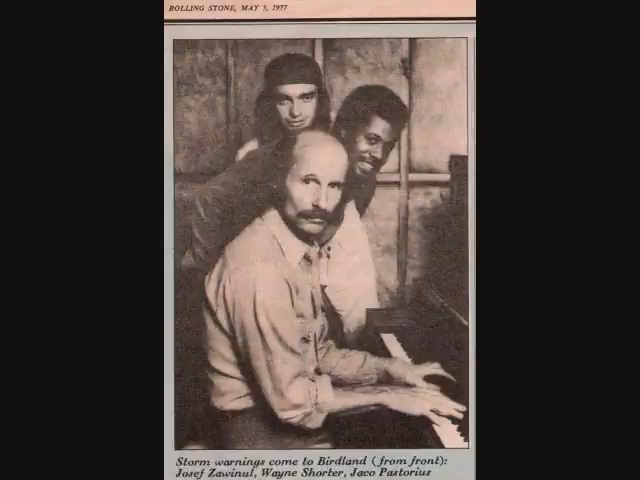 ROLLING STONE, MAY 5, 1977
Storm warnings come to Birdland (from front):
Josef Zawinul, Wayne Shorter, Jaco Pastorius